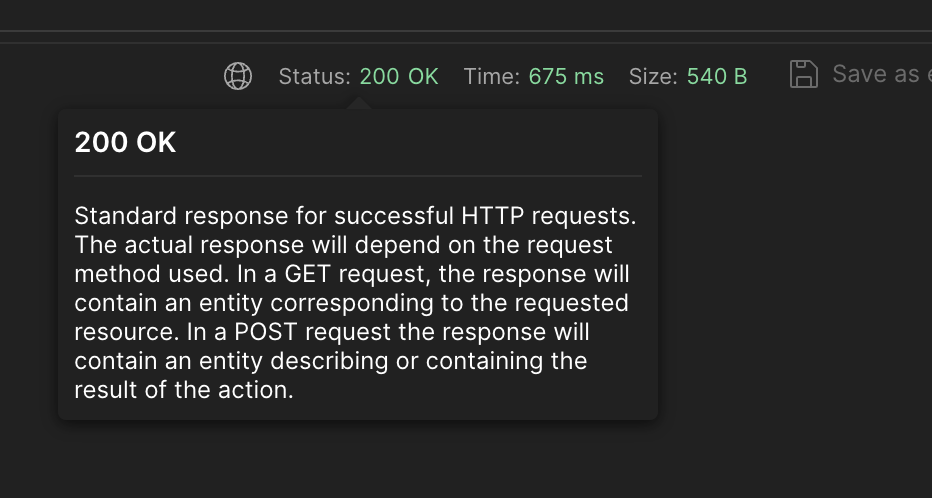 Status: 200 OK Time: 675 ms Size: 540 B Save as e
200 OK
Standard response for successful HTTP requests.
The actual response will depend on the request
method used. In a GET request, the response will
contain an entity corresponding to the requested
resource. In a POST request the response will
contain an entity describing or containing the
result of the action.